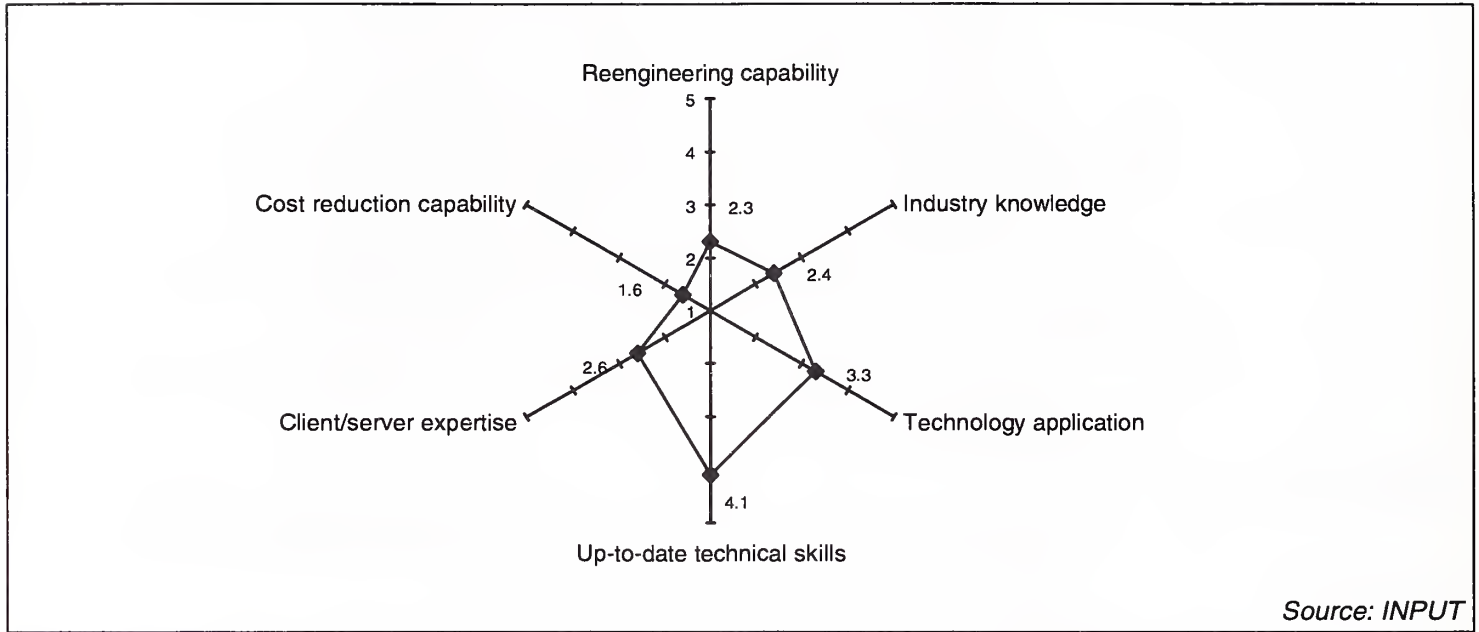 Reengineering capability
5
4
Cost reduction capability
3
2.3
Industry knowledge
2
2.4
1.6
1
2.6
3.3
Client/server expertise
Technology application
4.1
Up-to-date technical skills
Source: INPUT